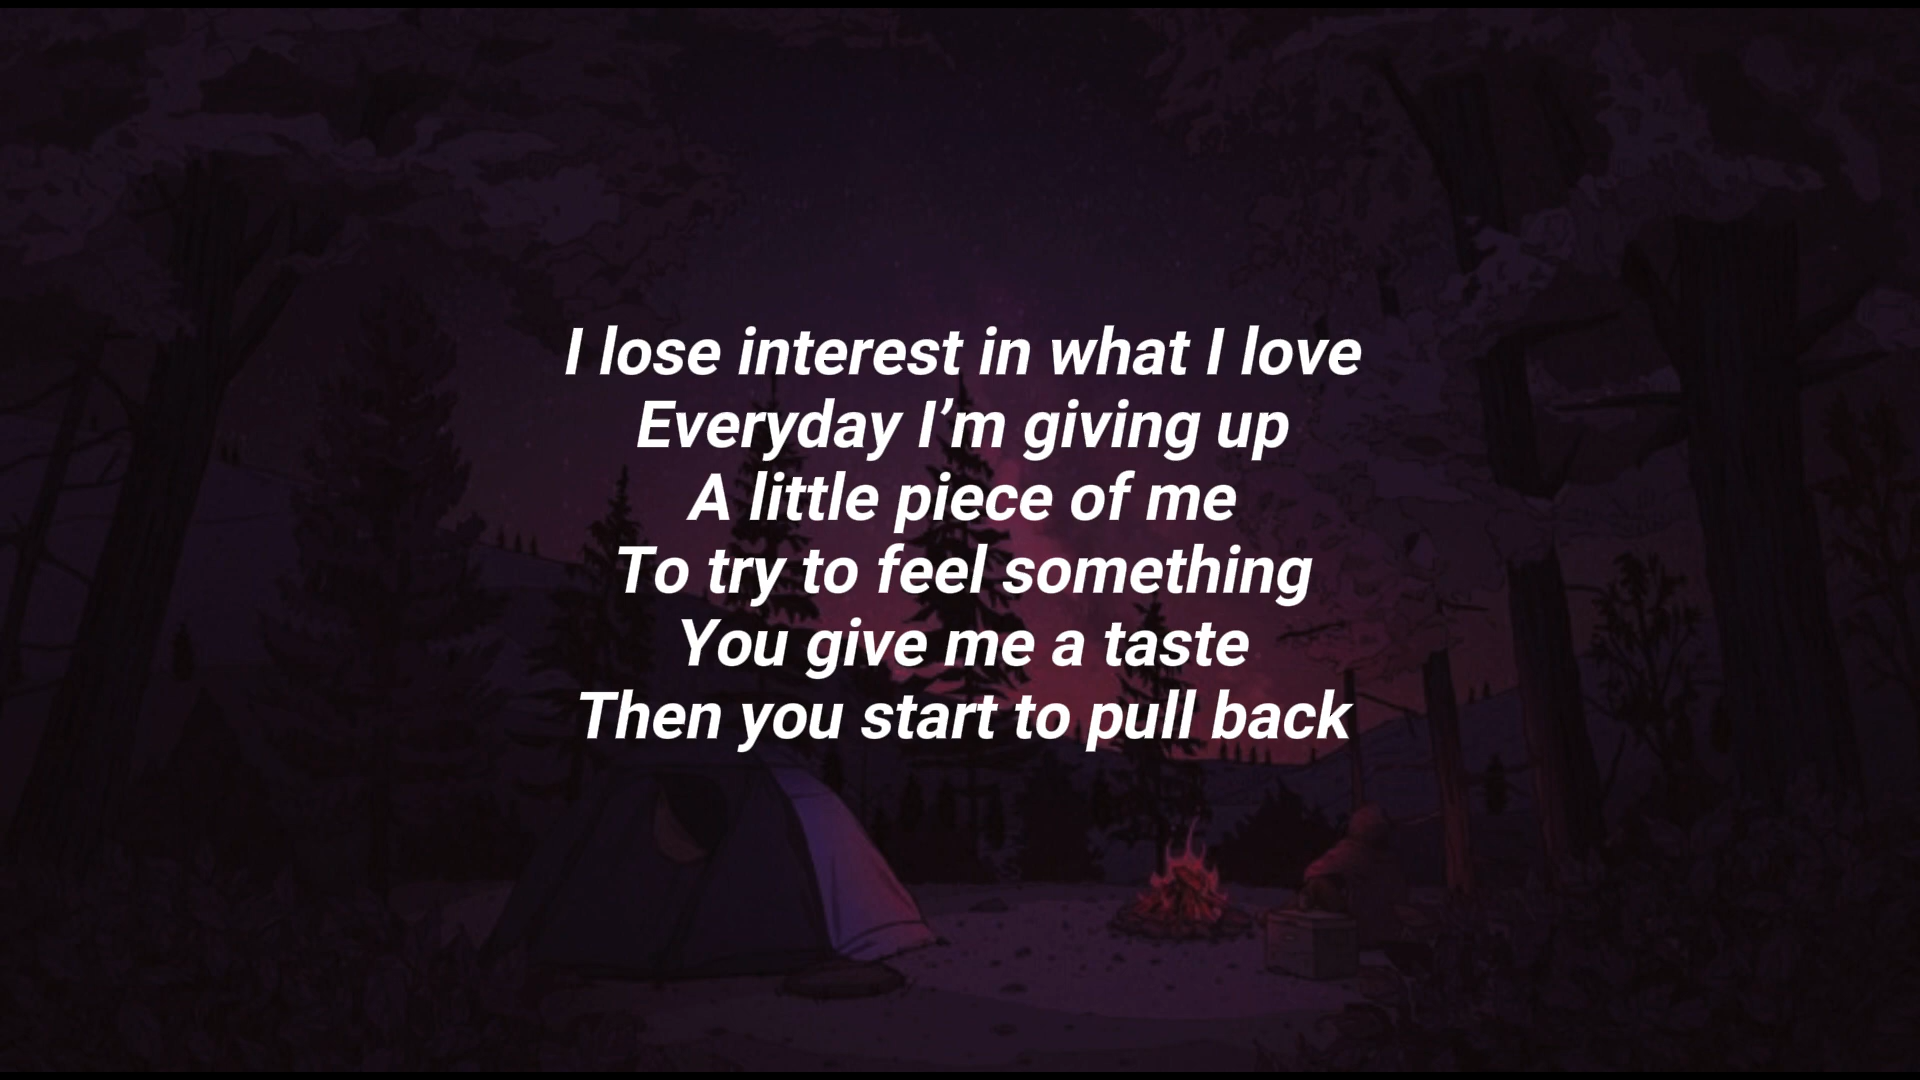 I lose interest in what I love
Everyday I’m giving up
A little piece of me
To try to feel something
You give me a taste
Then you start to pull back